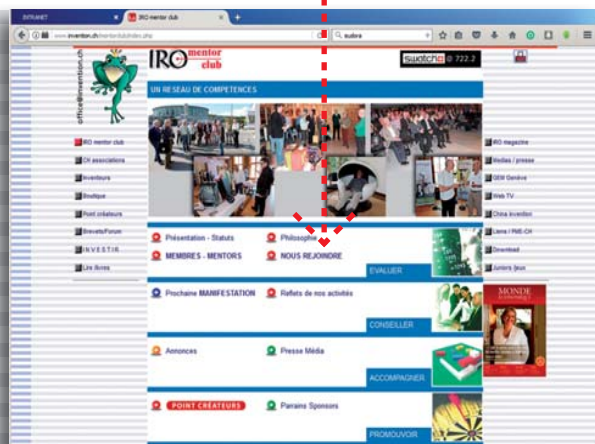 INTRANET
IRO mentor club
www.invention.ch/mentorclub/index.php
sudora
office@invention.ch
IRO mentor
club
swatch @ 722.2
UN RESEAU DE COMPETENCES
IRO mentor club
CH associations
Inventeurs
Boutique
Point créateurs
Brevets/Forum
I N V E S T I R
Lire livres
Présentation - Statuts
Philosophie
MEMBRES - MENTORS
NOUS REJOINDRE
EVALUER
Prochaine MANIFESTATION
Reflets de nos activités
CONSEILLER
Annonces
Presse Média
ACCOMPAGNER
POINT CRÉATEURS
Parrains Sponsors
PROMOUVOIR
IRO magazine
Medias / presse
GEM Genève
Web TV
China invention
Liens / PME-CH
Download
Juniors /jeux
MONDE